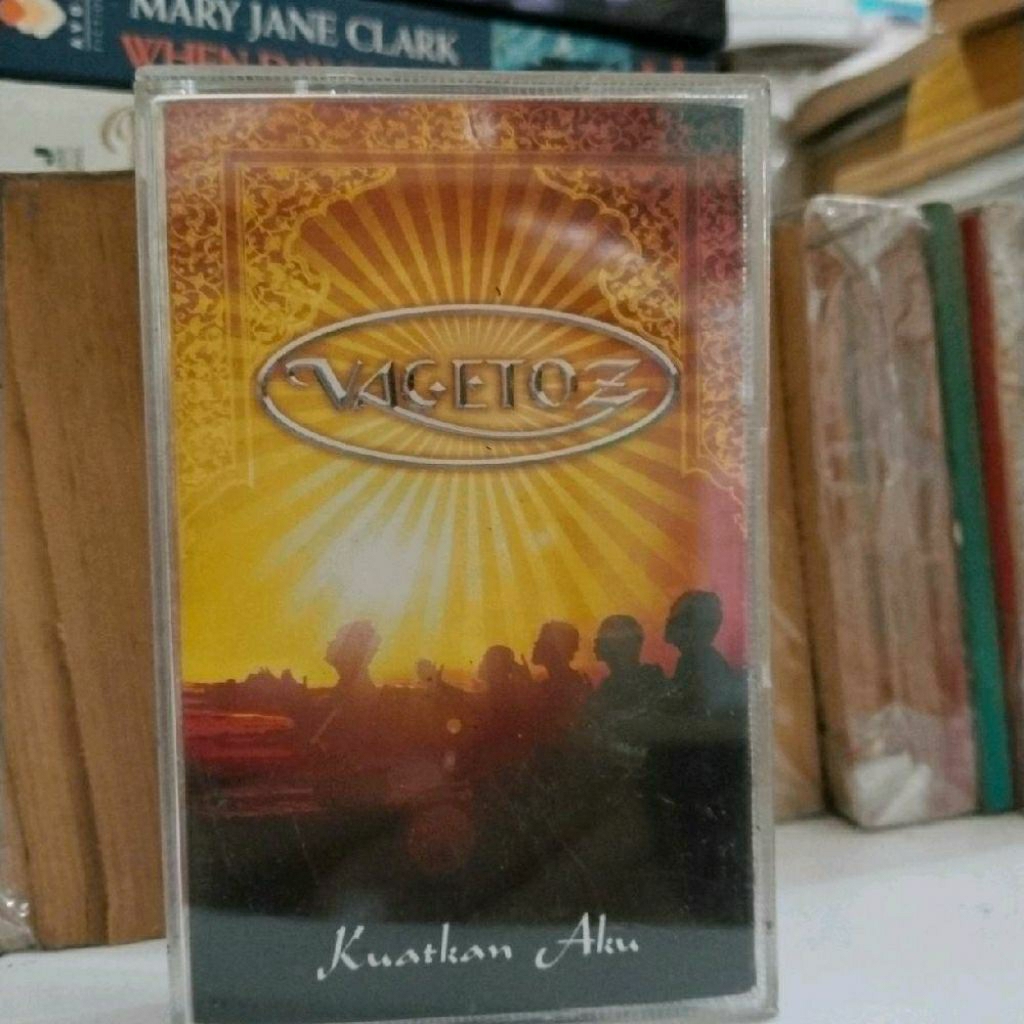 MARY JANE CLARK
VAGETOZ
Kuatkan Aku